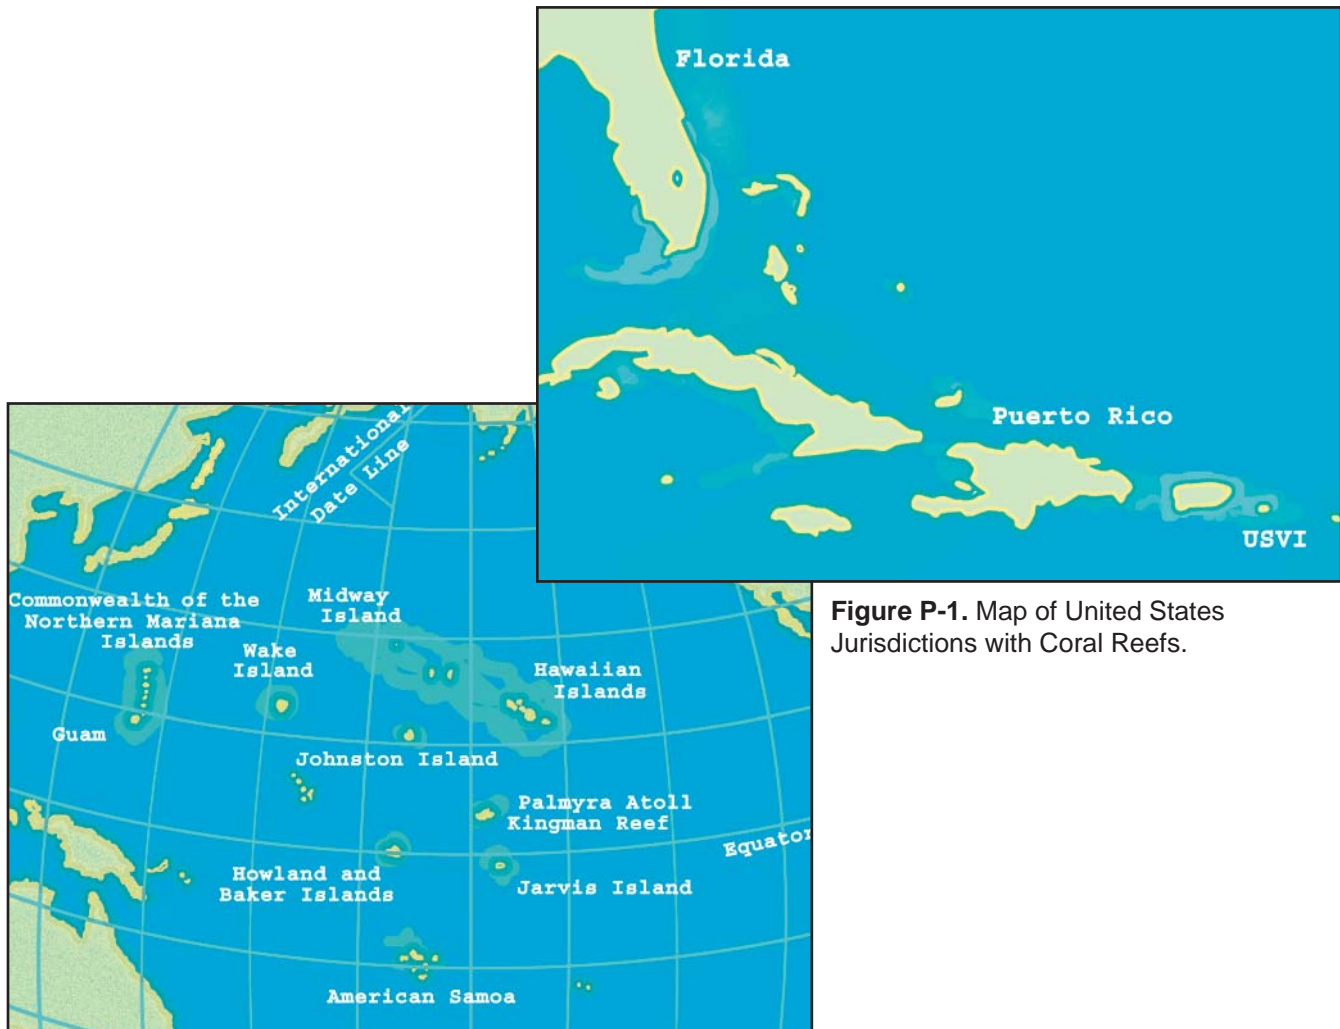 Florida
Puerto Rico
USVI
International
Date Line
Commonwealth of the
Northern Mariana
Islands
Midway
Island
Wake
Island
Hawaiian
Islands
Guam
Johnston Island
Palmyra Atoll
Kingman Reef
Equator
Howland and
Baker Islands
Jarvis Island
American Samoa
Figure P-1. Map of United States
Jurisdictions with Coral Reefs.